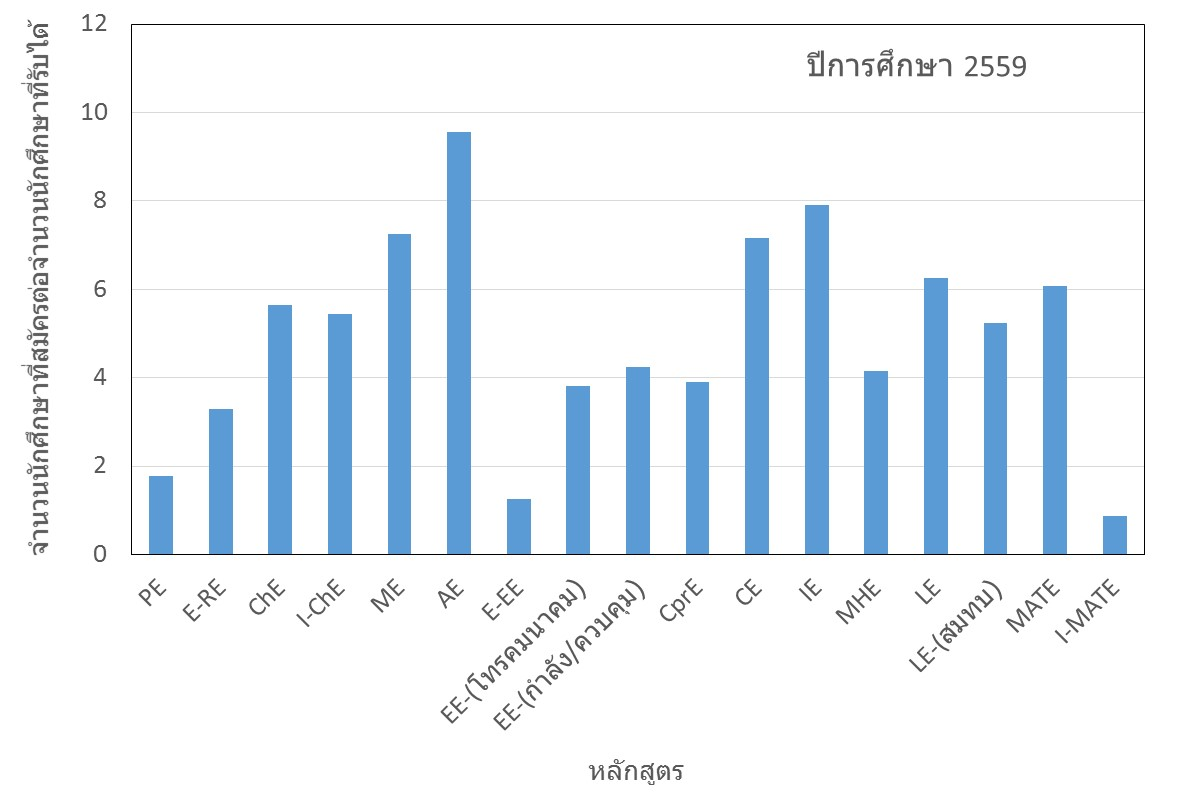 จำนวนนักศึกษาที่สมัครต่อจำนวนนักศึกษาที่รับได้
12
10
8
6
4
2
0
ปีการศึกษา 2559
PE
E-RE
ChE
I-ChE
ME
AE
E-EE
EE-(โทรคมนาคม)
EE-(กำลัง/ควบคุม)
CprE
CE
IE
MHE
LE
LE-(สมทบ)
MATE
I-MATE
หลักสูตร